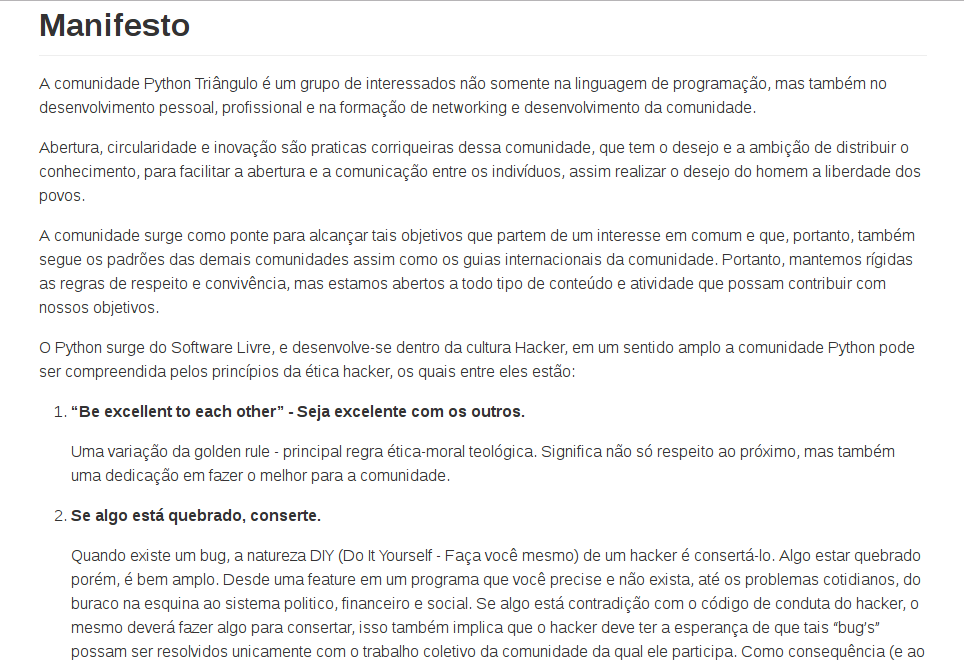 Manifesto
A comunidade Python Triângulo é um grupo de interessados não somente na linguagem de programação, mas também no
desenvolvimento pessoal, profissional e na formação de networking e desenvolvimento da comunidade.
Abertura, circularidade e inovação são praticas corriqueiras dessa comunidade, que tem o desejo e a ambição de distribuir o
conhecimento, para facilitar a abertura e a comunicação entre os indivíduos, assim realizar o desejo do homem a liberdade dos
povos.
A comunidade surge como ponte para alcançar tais objetivos que partem de um interesse em comum e que, portanto, também
segue os padrões das demais comunidades assim como os guias internacionais da comunidade. Portanto, mantemos rígidas
as regras de respeito e convivência, mas estamos abertos a todo tipo de conteúdo e atividade que possam contribuir com
nossos objetivos.
O Python surge do Software Livre, e desenvolve-se dentro da cultura Hacker, em um sentido amplo a comunidade Python pode
ser compreendida pelos princípios da ética hacker, os quais entre eles estão:
1. “Be excellent to each other” - Seja excelente com os outros.
Uma variação da golden rule - principal regra ética-moral teológica. Significa não só respeito ao próximo, mas também
uma dedicação em fazer o melhor para a comunidade.
2. Se algo está quebrado, conserte.
Quando existe um bug, a natureza DIY (Do It Yourself - Faça você mesmo) de um hacker é consertá-lo. Algo estar quebrado
porém, é bem amplo. Desde uma feature em um programa que você precise e não exista, até os problemas cotidianos, do
buraco na esquina ao sistema politico, financeiro e social. Se algo está contradição com o código de conduta do hacker, o
mesmo deverá fazer algo para consertar, isso também implica que o hacker deve ter a esperança de que tais “bug’s”
possam ser resolvidos unicamente com o trabalho coletivo da comunidade da qual ele participa. Como consequência (e ao